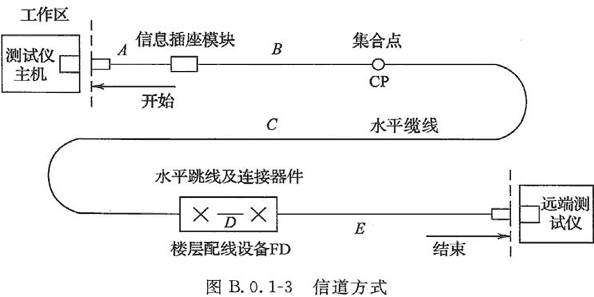 工作区
测试仪
主机
A
信息插座模块
B
集合点
CP
开始
C
水平缆线
水平跳线及连接器件
D
楼层配线设备FD
E
结束
远端测
试仪
图 B.0.1-3 信道方式